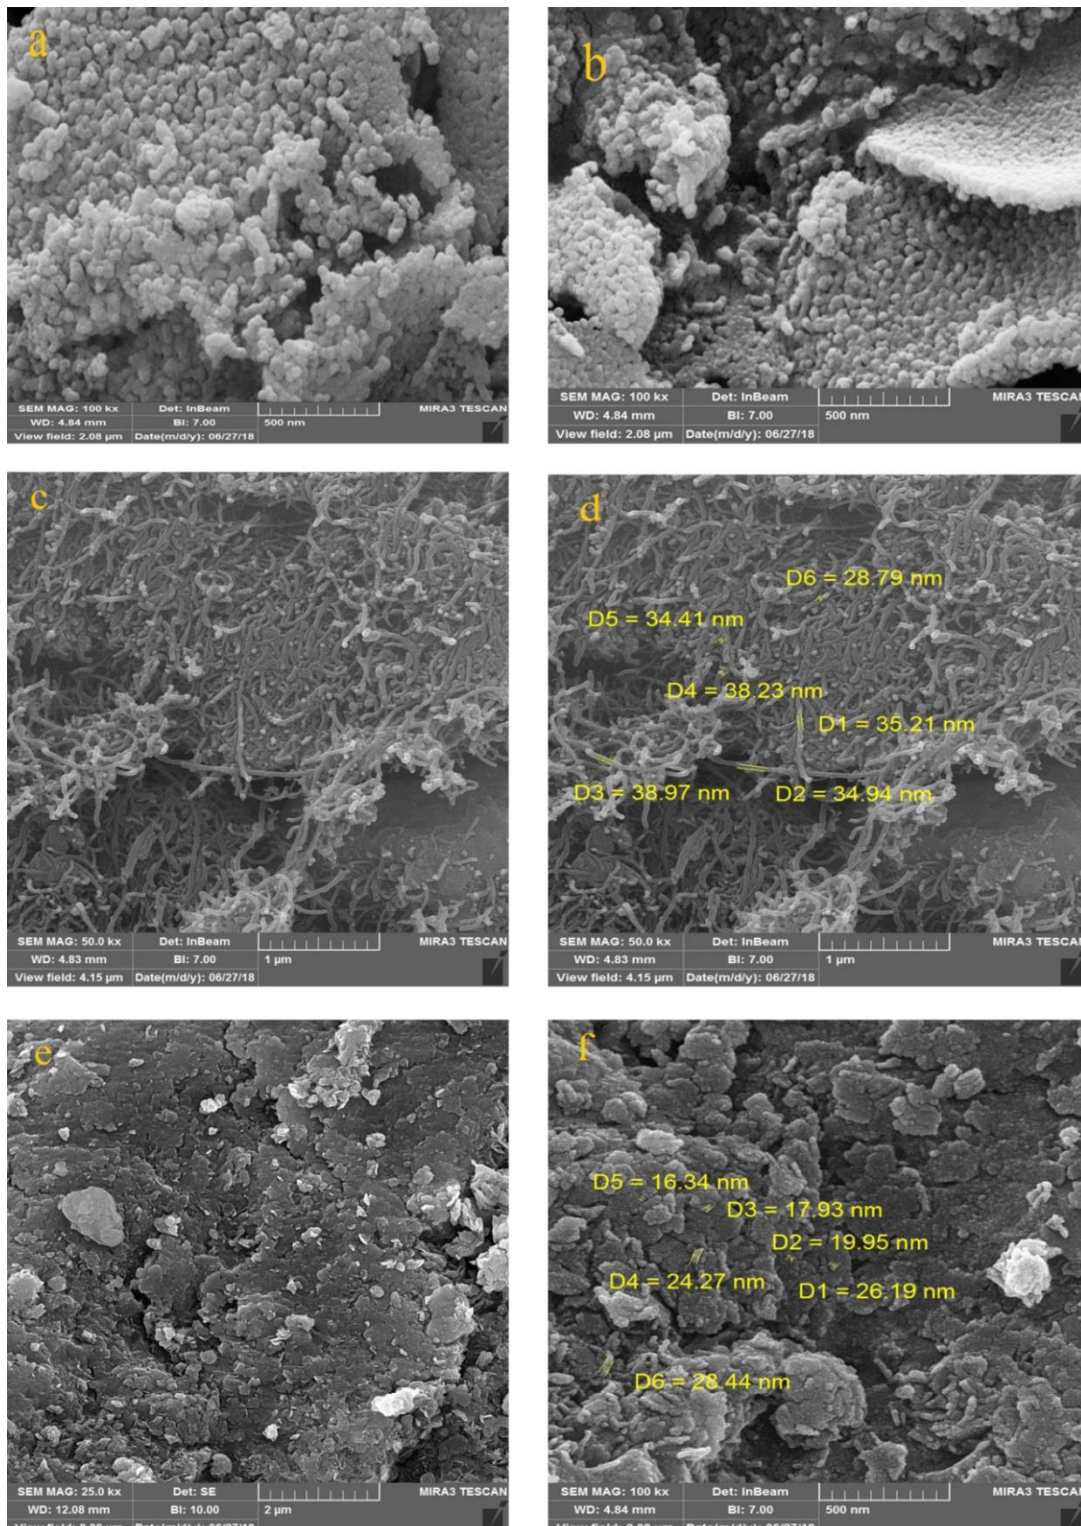 a
SEM MAG: 100 kx Det: InBeam MIRA3 TESCAN
WD: 4.84 mm BI: 7.00 500 nm
View field: 2.08 µm Date(m/d/y): 06/27/18
b
SEM MAG: 100 kx Det: InBeam MIRA3 TESCAN
WD: 4.84 mm BI: 7.00 500 nm
View field: 2.08 µm Date(m/d/y): 06/27/18
c
SEM MAG: 50.0 kx Det: InBeam MIRA3 TESCAN
WD: 4.83 mm BI: 7.00 1 µm
View field: 4.15 µm Date(m/d/y): 06/27/18
d
D6 = 28.79 nm
D5 = 34.41 nm
D4 = 38.23 nm
D1 = 35.21 nm
D3 = 38.97 nm D2 = 34.94 nm
SEM MAG: 50.0 kx Det: InBeam MIRA3 TESCAN
WD: 4.83 mm BI: 7.00 1 µm
View field: 4.15 µm Date(m/d/y): 06/27/18
e
SEM MAG: 25.0 kx Det: SE MIRA3 TESCAN
WD: 12.08 mm BI: 10.00 2 µm
f
D5 = 16.34 nm
D3 = 17.93 nm
D2 = 19.95 nm
D4 = 24.27 nm
D1 = 26.19 nm
D6 = 28.44 nm
SEM MAG: 100 kx Det: InBeam MIRA3 TESCAN
WD: 4.84 mm BI: 7.00 500 nm